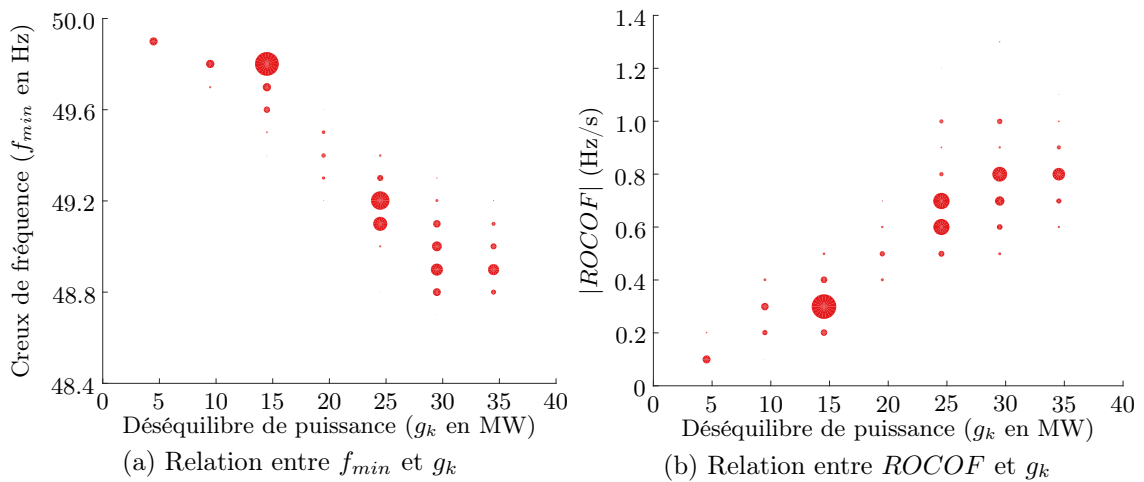 50.0
49.6
49.2
48.8
48.4
0 5 10 15 20 25 30 35 40
Creux de fréquence (f_min en Hz)
Déséquilibre de puissance (g_k en MW)
(a) Relation entre f_min et g_k
1.4
1.2
1.0
0.8
0.6
0.4
0.2
0
0 5 10 15 20 25 30 35 40
|ROCOF| (Hz/s)
Déséquilibre de puissance (g_k en MW)
(b) Relation entre ROCOF et g_k